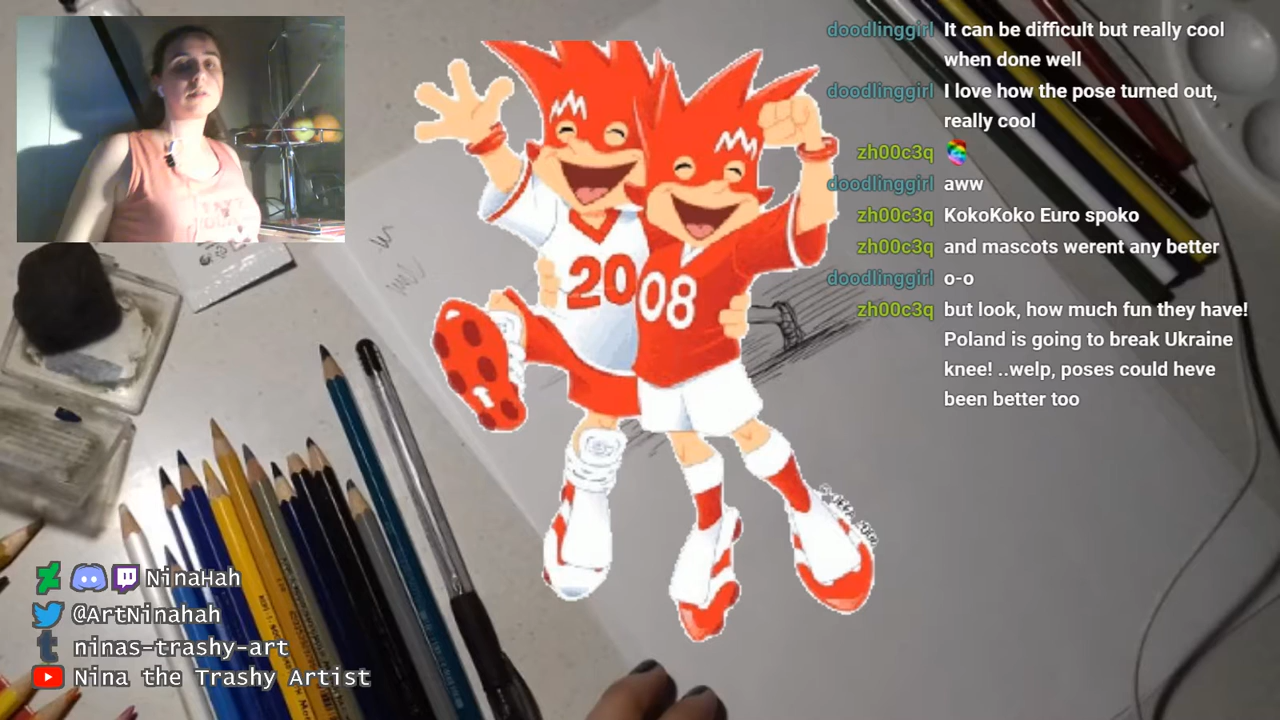 doodlinggirl It can be difficult but really cool
when done well
doodlinggirl I love how the pose turned out,
really cool
zh00c3q
doodlinggirl aww
zh00c3q KokoKoko Euro spoko
zh00c3q and mascots werent any better
doodlinggirl o-o
zh00c3q but look, how much fun they have!
Poland is going to break Ukraine
knee! ..welp, poses could heve
been better too
20
08
NinaHah
@ArtNinahah
ninas-trashy-art
Nina the Trashy Artist